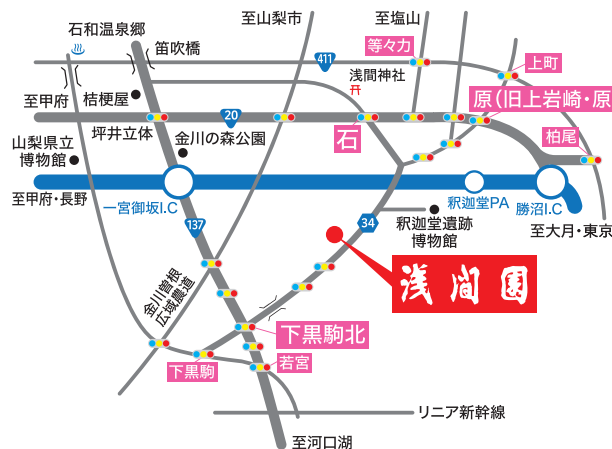 石和温泉郷
笛吹橋
至山梨市
至塩山
等々力
上町
411
至甲府
桔梗屋
浅間神社
原(旧上岩崎・原
20
坪井立体
金川の森公園
石
柏尾
山梨県立
博物館
至甲府・長野
一宮御坂I.C
釈迦堂PA
勝沼I.C
137
34
釈迦堂遺跡
博物館
至大月・東京
浅間園
金川曽根
広域農道
下黒駒北
下黒駒
若宮
リニア新幹線
至河口湖